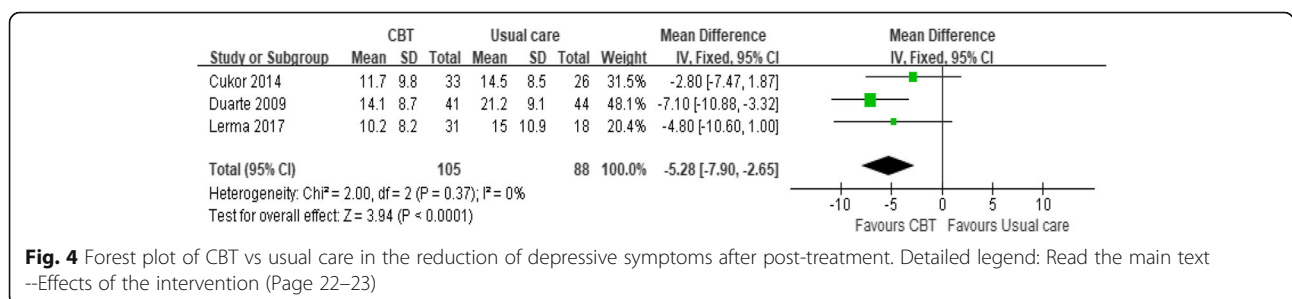 CBT Usual care Mean Difference Mean Difference
Study or Subgroup Mean SD Total Mean SD Total Weight IV, Fixed, 95% CI IV, Fixed, 95% CI
Cukor 2014 11.7 9.8 33 14.5 8.5 26 31.5% -2.80 [-7.47, 1.87]
Duarte 2009 14.1 8.7 41 21.2 9.1 44 48.1% -7.10 [-10.88, -3.32]
Lerma 2017 10.2 8.2 31 15 10.9 18 20.4% -4.80 [-10.60, 1.00]
Total (95% CI) 105 88 100.0% -5.28 [-7.90, -2.65]
Heterogeneity: Chi² = 2.00, df = 2 (P = 0.37); I² = 0%
Test for overall effect: Z = 3.94 (P < 0.0001)
-10 -5 0 5 10
Favours CBT Favours Usual care
Fig. 4 Forest plot of CBT vs usual care in the reduction of depressive symptoms after post-treatment. Detailed legend: Read the main text
--Effects of the intervention (Page 22–23)